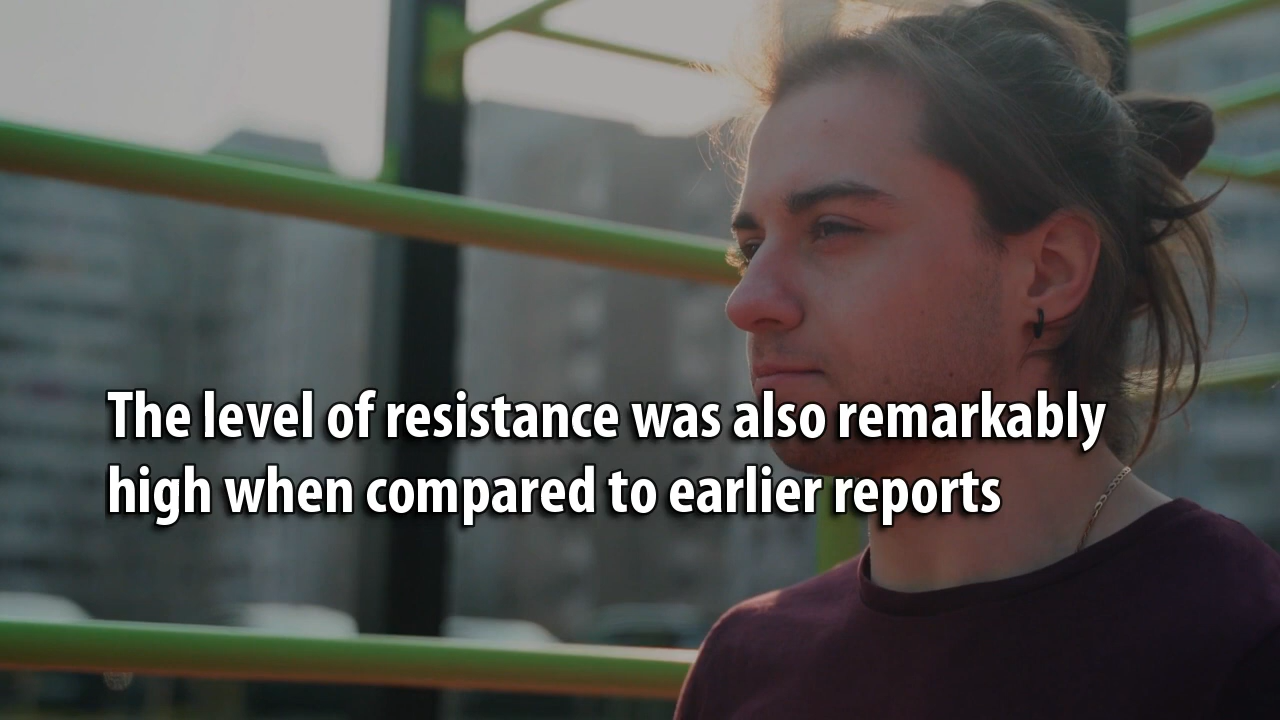 The level of resistance was also remarkably
high when compared to earlier reports